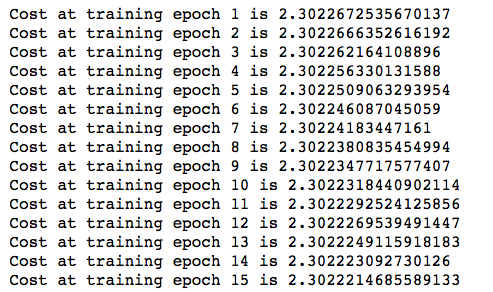 Cost at training epoch 1 is 2.3022672535670137
Cost at training epoch 2 is 2.3022666352616192
Cost at training epoch 3 is 2.302262164108896
Cost at training epoch 4 is 2.302256330131588
Cost at training epoch 5 is 2.3022509063293954
Cost at training epoch 6 is 2.302246087045059
Cost at training epoch 7 is 2.30224183447161
Cost at training epoch 8 is 2.3022380835454994
Cost at training epoch 9 is 2.3022347717577407
Cost at training epoch 10 is 2.3022318440902114
Cost at training epoch 11 is 2.3022292524125856
Cost at training epoch 12 is 2.3022269539491447
Cost at training epoch 13 is 2.3022249115918183
Cost at training epoch 14 is 2.302223092730126
Cost at training epoch 15 is 2.3022214685589133